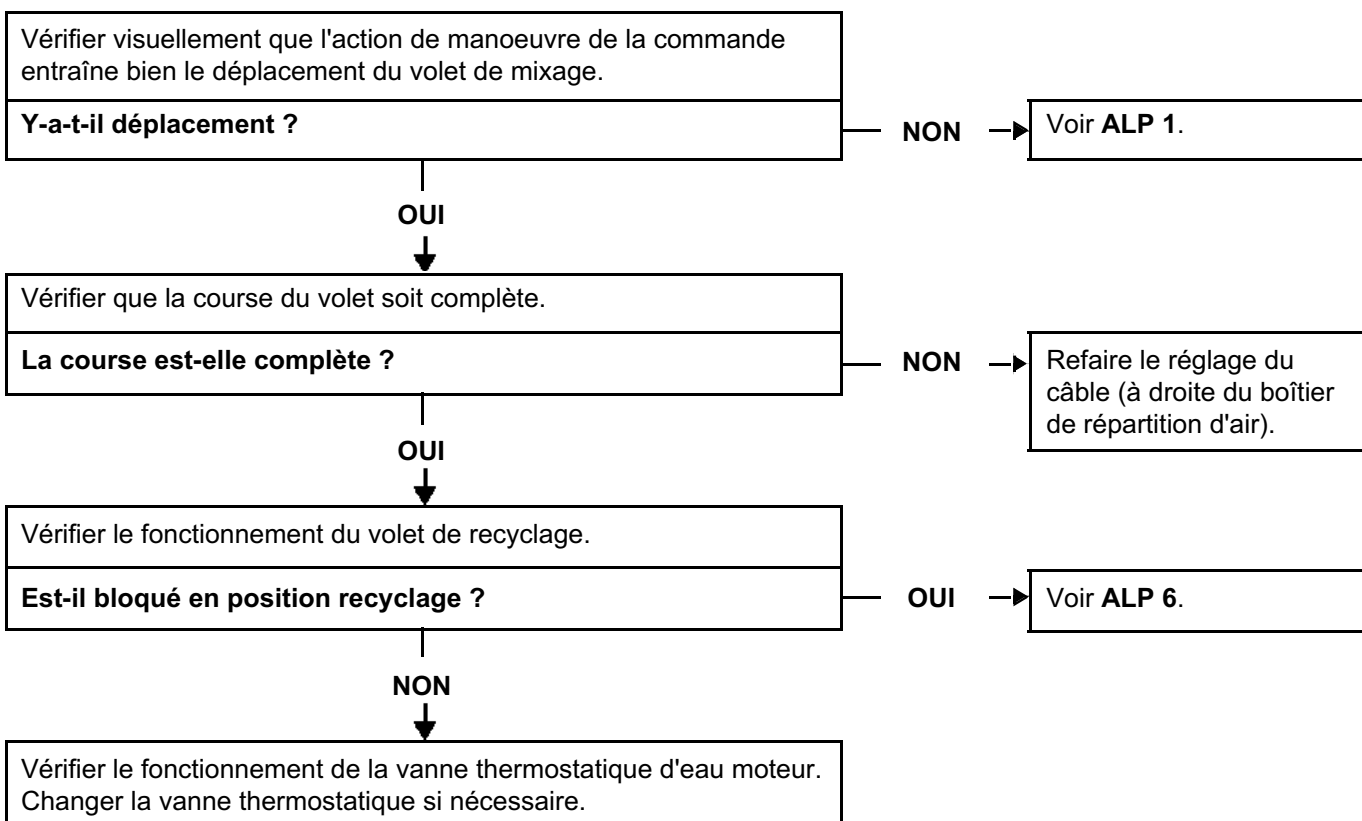 Vérifier visuellement que l'action de manoeuvre de la commande
entraîne bien le déplacement du volet de mixage.
Y-a-t-il déplacement ?
NON
Voir ALP 1.
OUI
Vérifier que la course du volet soit complète.
La course est-elle complète ?
NON
Refaire le réglage du
câble (à droite du boîtier
de répartition d'air).
OUI
Vérifier le fonctionnement du volet de recyclage.
Est-il bloqué en position recyclage ?
OUI
Voir ALP 6.
NON
Vérifier le fonctionnement de la vanne thermostatique d'eau moteur.
Changer la vanne thermostatique si nécessaire.